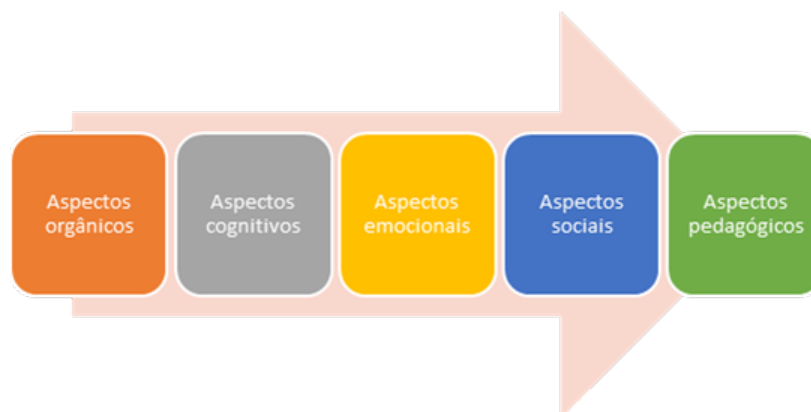 Aspectos
orgânicos
Aspectos
cognitivos
Aspectos
emocionais
Aspectos
sociais
Aspectos
pedagógicos